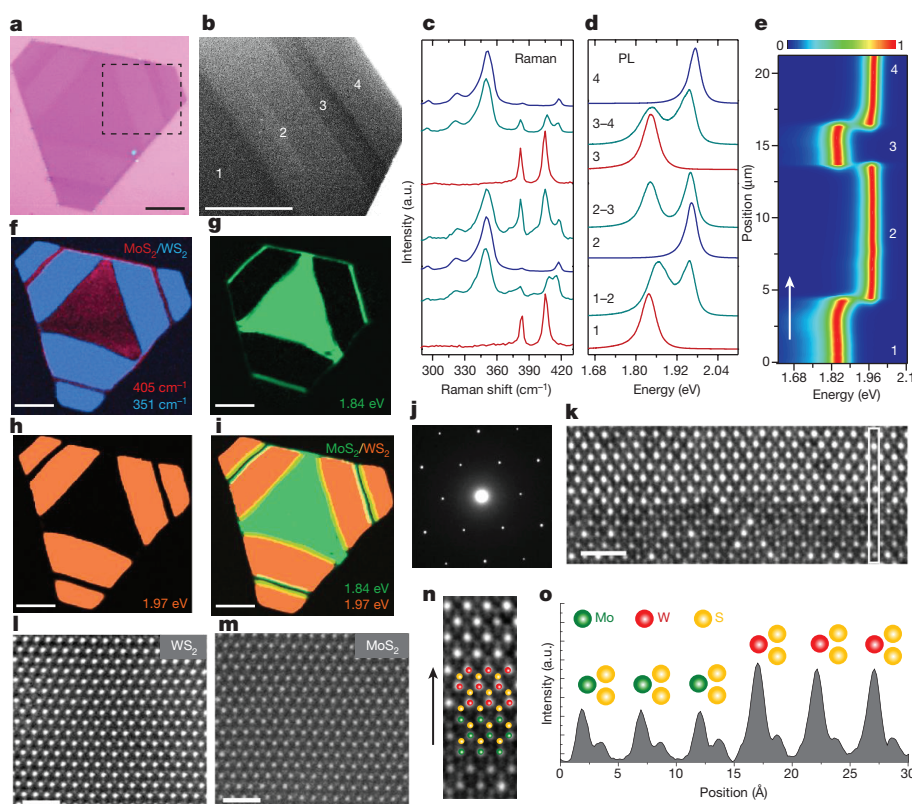 a
b
1
2
3
4
c
Raman
Intensity (a.u.)
300
330
360
390
420
Raman shift (cm⁻¹)
d
PL
4
3–4
3
2–3
2
1–2
1
1.68
1.80
1.92
2.04
Energy (eV)
e
0
1
20
15
10
5
0
Position (µm)
4
3
2
1
1.68
1.82
1.96
2.1
Energy (eV)
f
MoS₂/WS₂
405 cm⁻¹
351 cm⁻¹
g
1.84 eV
h
1.97 eV
i
MoS₂/WS₂
1.84 eV
1.97 eV
j
k
l
WS₂
m
MoS₂
n
o
Mo
W
S
Intensity (a.u.)
0
5
10
15
20
25
30
Position (Å)